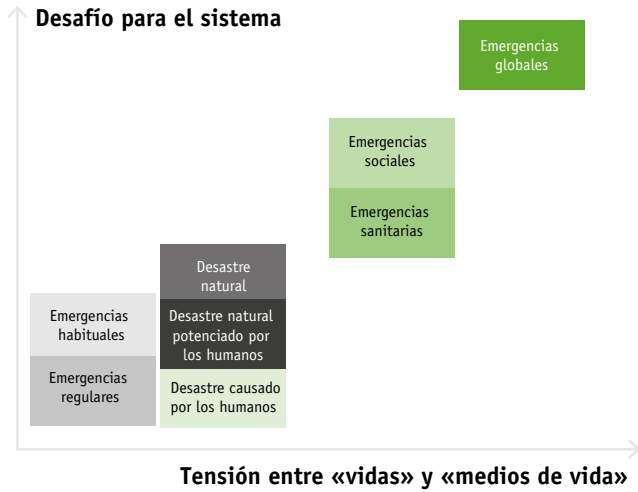 Desafío para el sistema
Emergencias
globales
Emergencias
sociales
Emergencias
sanitarias
Desastre
natural
Emergencias
habituales
Desastre natural
potenciado por
los humanos
Emergencias
regulares
Desastre causado
por los humanos
Tensión entre «vidas» y «medios de vida»